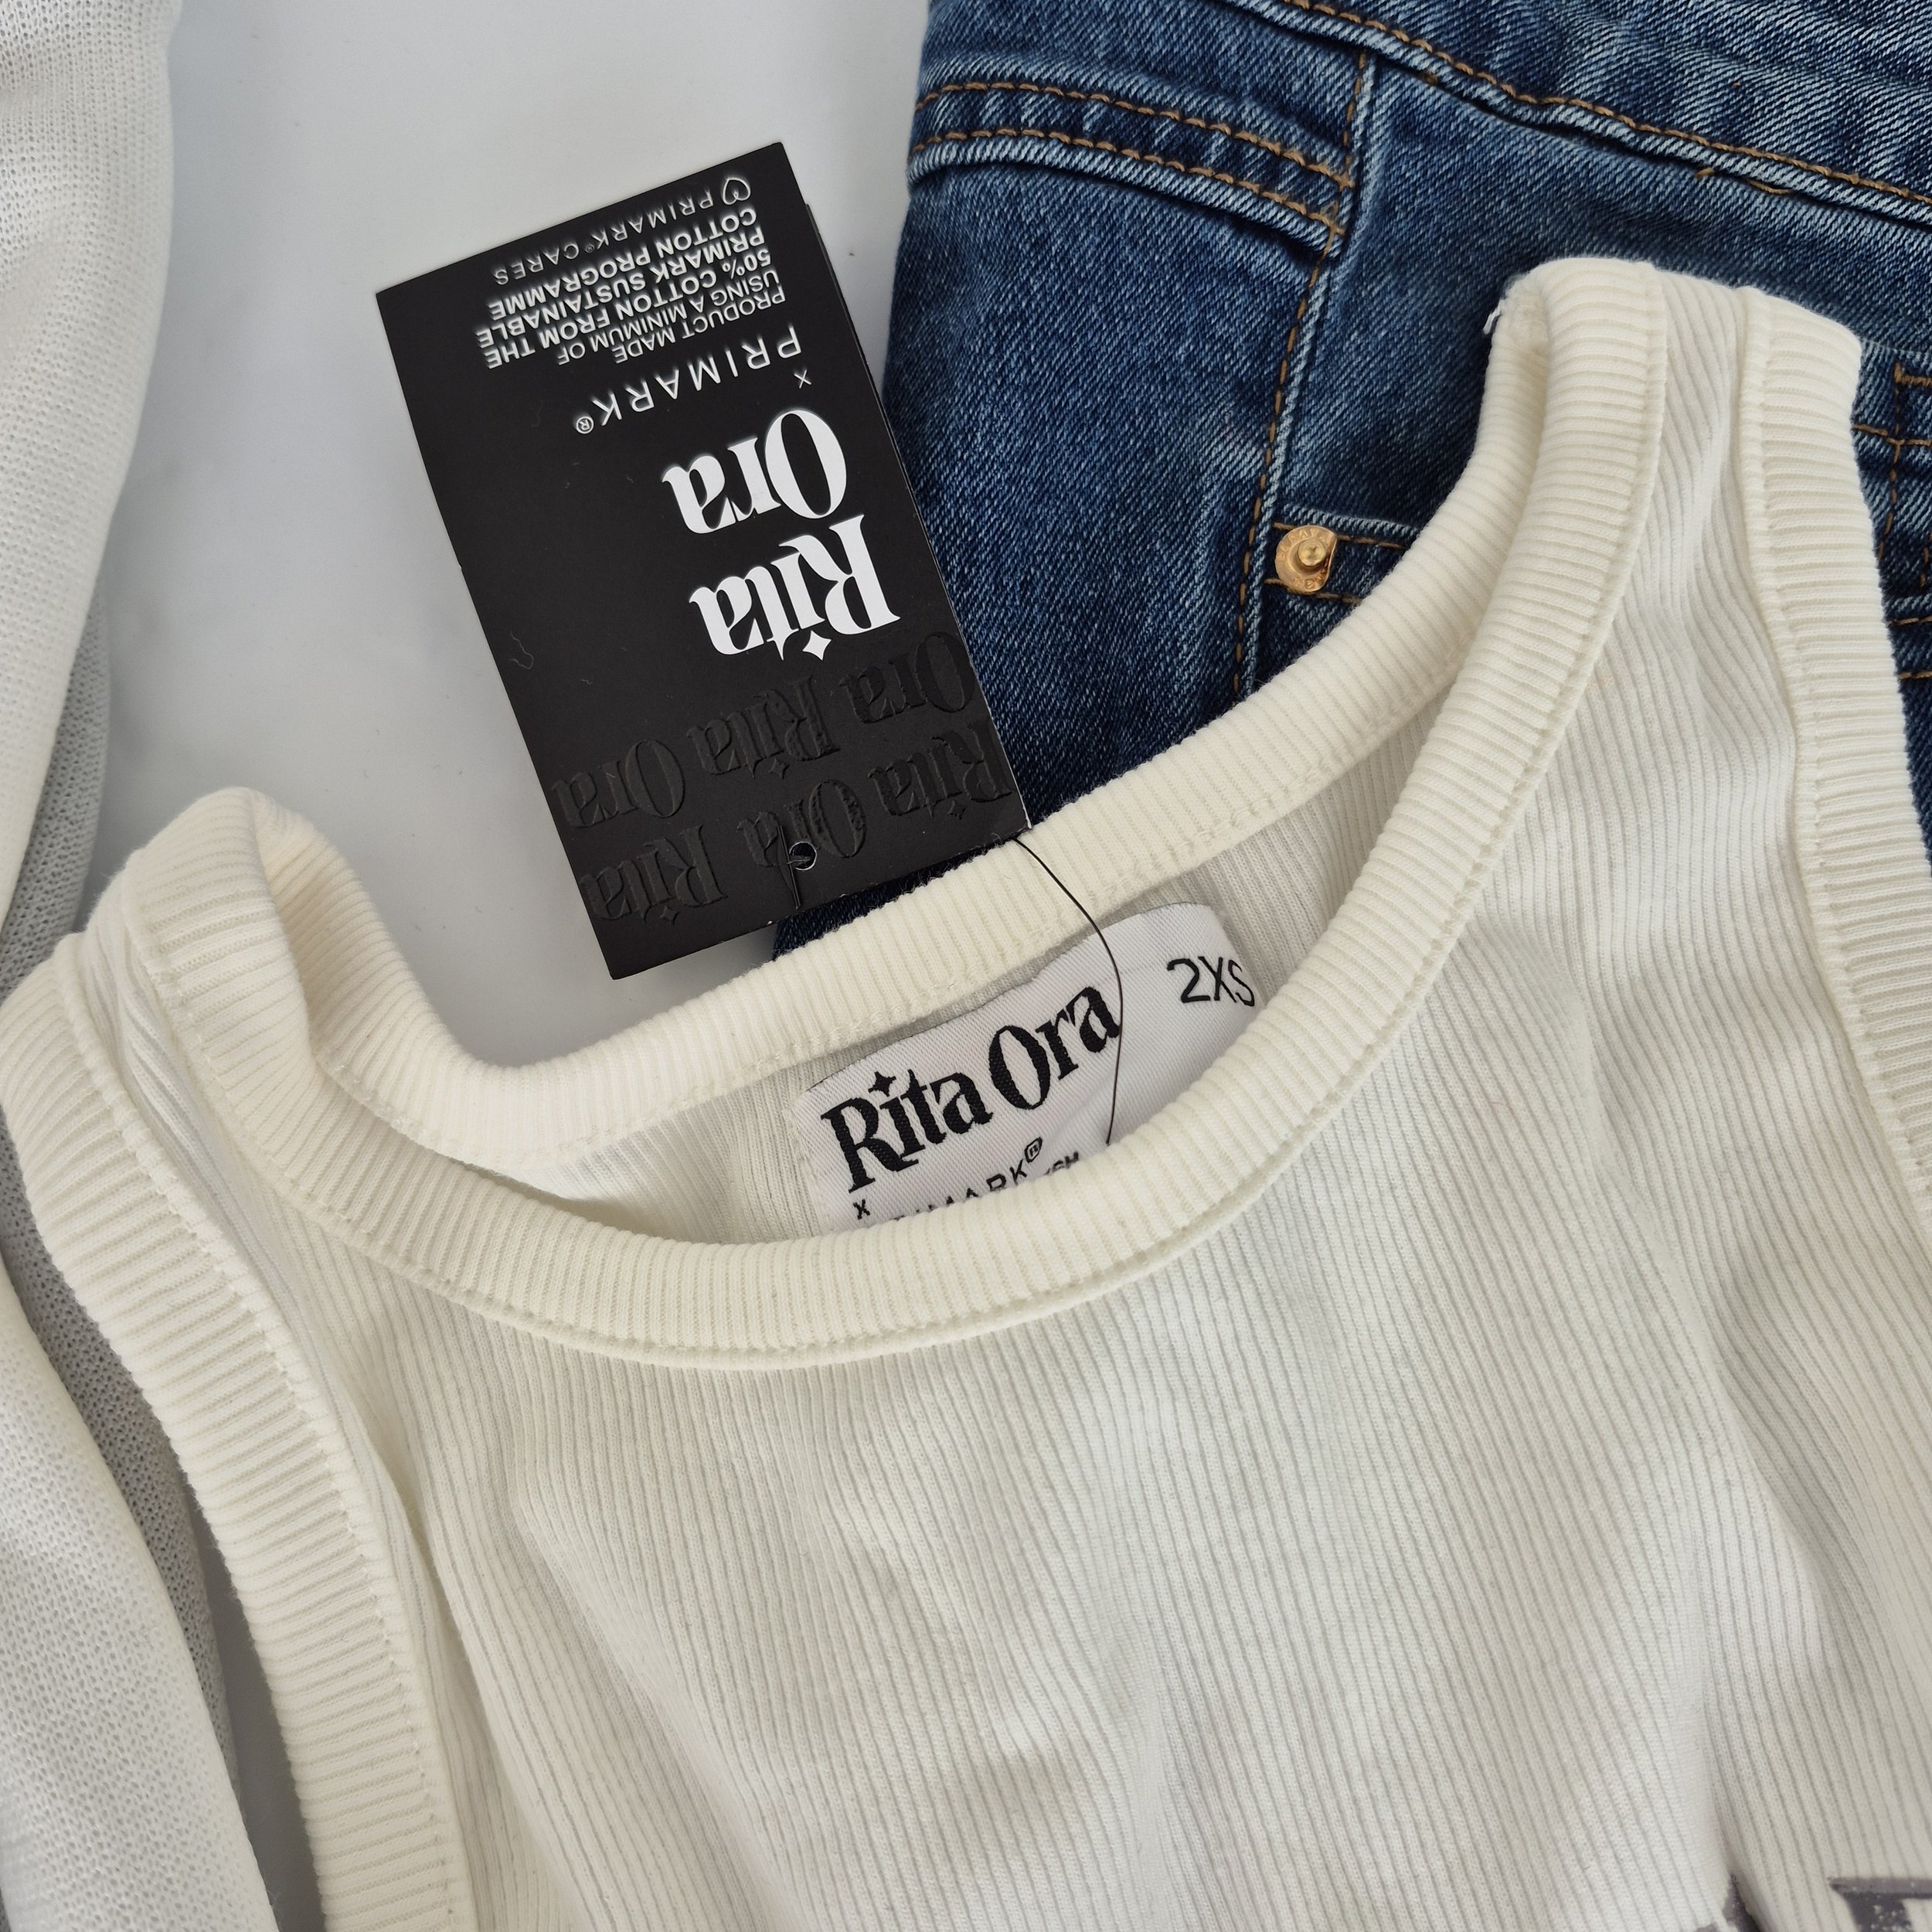 Rita Ora Rita
Ora Rita Ora
Rita
Ora
x
PRIMARK®
PRODUCT MADE
USING A MINIMUM OF
50% COTTON FROM THE
PRIMARK SUSTAINABLE
COTTON PROGRAMME
PRIMARK® CARES
Rita Ora
2XS
x